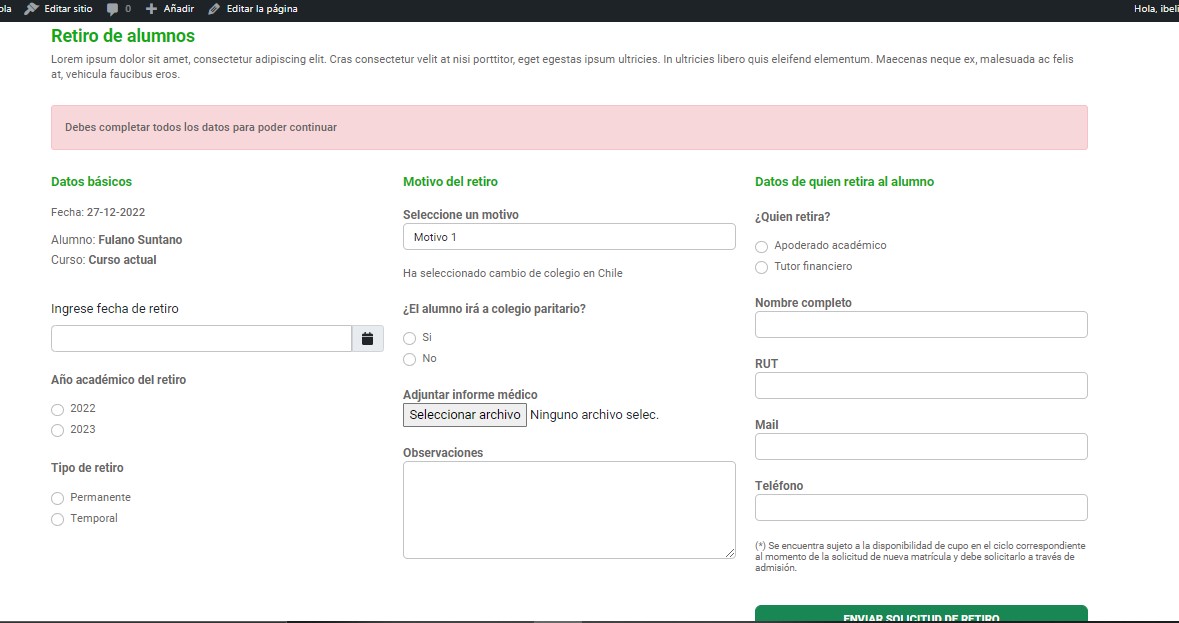 ola Editar sitio 0 Añadir Editar la página Hola, ibeli
Retiro de alumnos
Lorem ipsum dolor sit amet, consectetur adipiscing elit. Cras consectetur velit at nisi porttitor, eget egestas ipsum ultricies. In ultricies libero quis eleifend elementum. Maecenas neque ex, malesuada ac felis
at, vehicula faucibus eros.
Debes completar todos los datos para poder continuar
Datos básicos
Fecha: 27-12-2022
Alumno: Fulano Suntano
Curso: Curso actual
Ingrese fecha de retiro
Año académico del retiro
2022
2023
Tipo de retiro
Permanente
Temporal
Motivo del retiro
Seleccione un motivo
Motivo 1
Ha seleccionado cambio de colegio en Chile
¿El alumno irá a colegio paritario?
Si
No
Adjuntar informe médico
Seleccionar archivo Ninguno archivo selec.
Observaciones
Datos de quien retira al alumno
¿Quien retira?
Apoderado académico
Tutor financiero
Nombre completo
RUT
Mail
Teléfono
(*) Se encuentra sujeto a la disponibilidad de cupo en el ciclo correspondiente
al momento de la solicitud de nueva matrícula y debe solicitarlo a través de
admisión.
ENVIAR SOLICITUD DE RETIRO